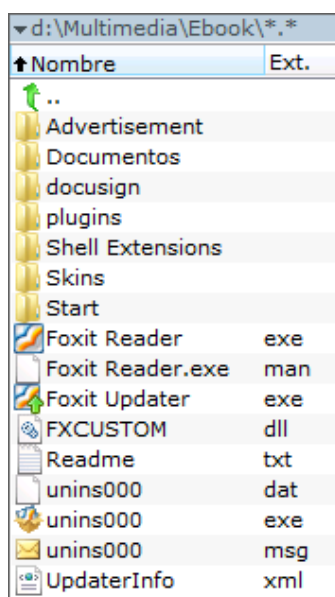 d:\Multimedia\Ebook\*.*
Nombre Ext.
..
Advertisement
Documentos
docusign
plugins
Shell Extensions
Skins
Start
Foxit Reader exe
Foxit Reader.exe man
Foxit Updater exe
FXCUSTOM dll
Readme txt
unins000 dat
unins000 exe
unins000 msg
UpdaterInfo xml